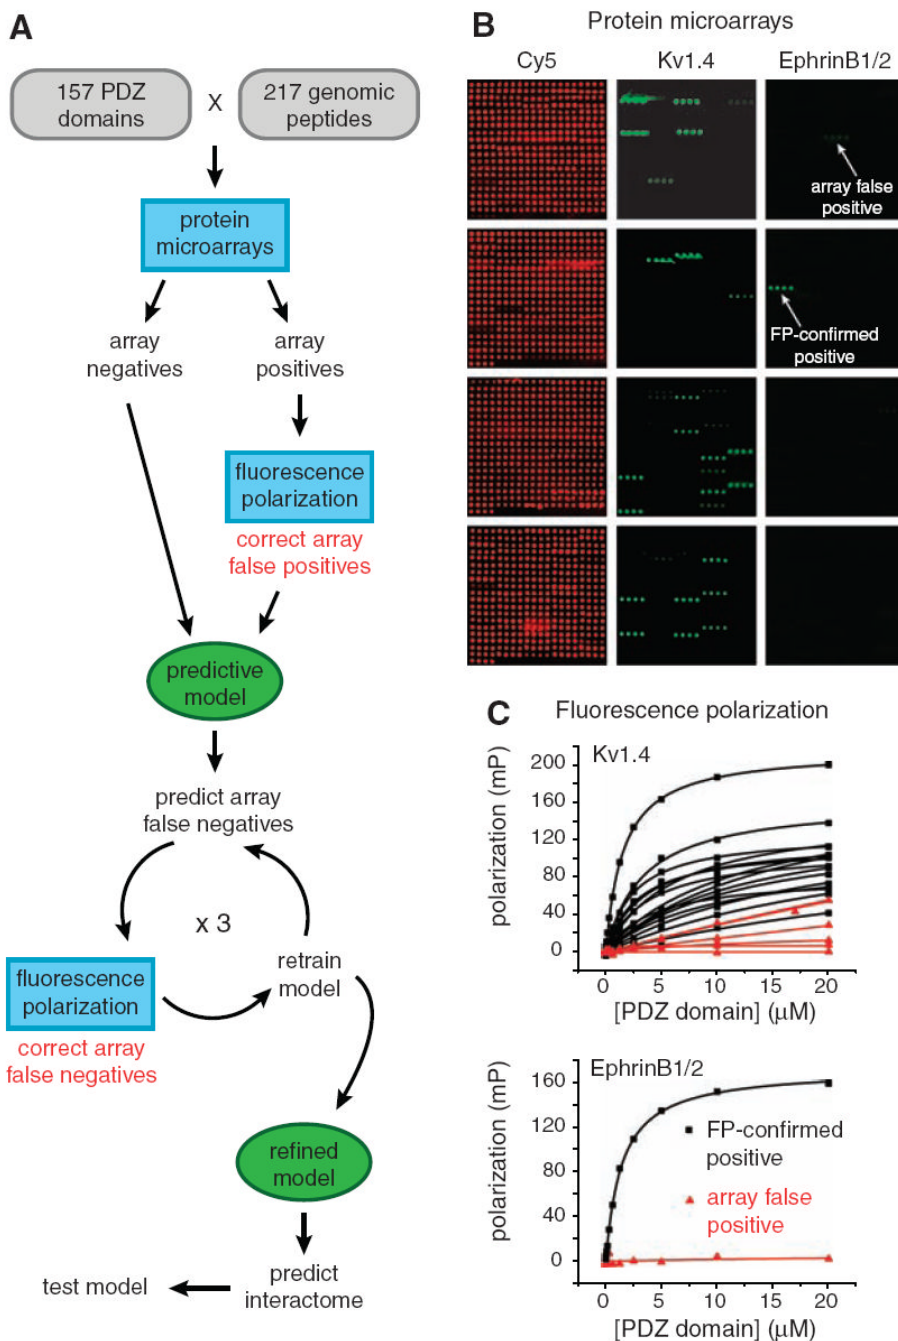 A
157 PDZ
domains
X
217 genomic
peptides
protein
microarrays
array
negatives
array
positives
fluorescence
polarization
correct array
false positives
predictive
model
predict array
false negatives
x 3
fluorescence
polarization
correct array
false negatives
retrain
model
refined
model
predict
interactome
test model
B
Protein microarrays
Cy5
Kv1.4
EphrinB1/2
array false
positive
FP-confirmed
positive
C
Fluorescence polarization
Kv1.4
polarization (mP)
200
160
120
80
40
0
0
5
10
15
20
[PDZ domain] (μM)
EphrinB1/2
polarization (mP)
160
120
80
40
0
FP-confirmed
positive
array false
positive
0
5
10
15
20
[PDZ domain] (μM)